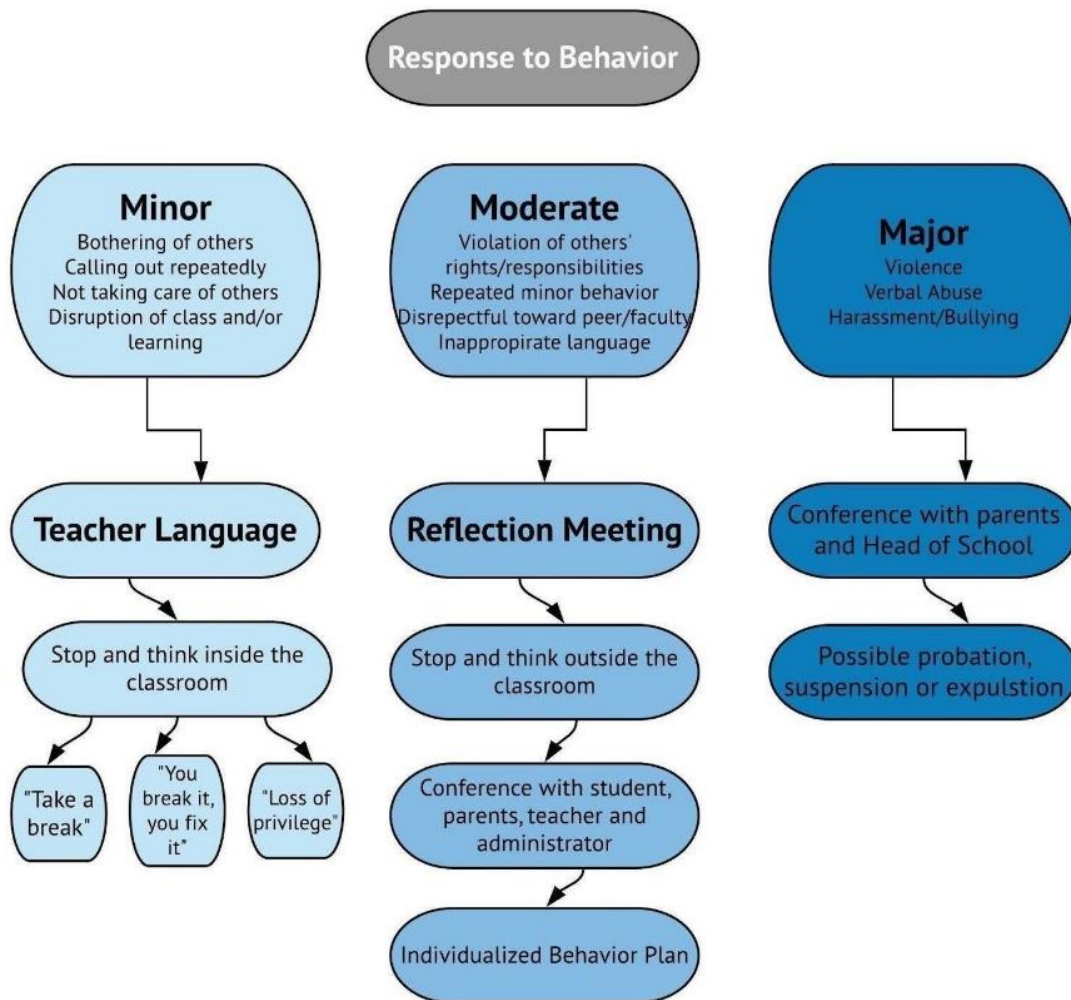 Response to Behavior
Minor
Bothering of others
Calling out repeatedly
Not taking care of others
Disruption of class and/or
learning
Moderate
Violation of others'
rights/responsibilities
Repeated minor behavior
Disrepectful toward peer/faculty
Inappropirate language
Major
Violence
Verbal Abuse
Harassment/Bullying
Teacher Language
Reflection Meeting
Conference with parents
and Head of School
Stop and think inside the
classroom
Stop and think outside the
classroom
Possible probation,
suspension or expulstion
"Take a
break"
"You
break it,
you fix
it"
"Loss of
privilege"
Conference with student,
parents, teacher and
administrator
Individualized Behavior Plan